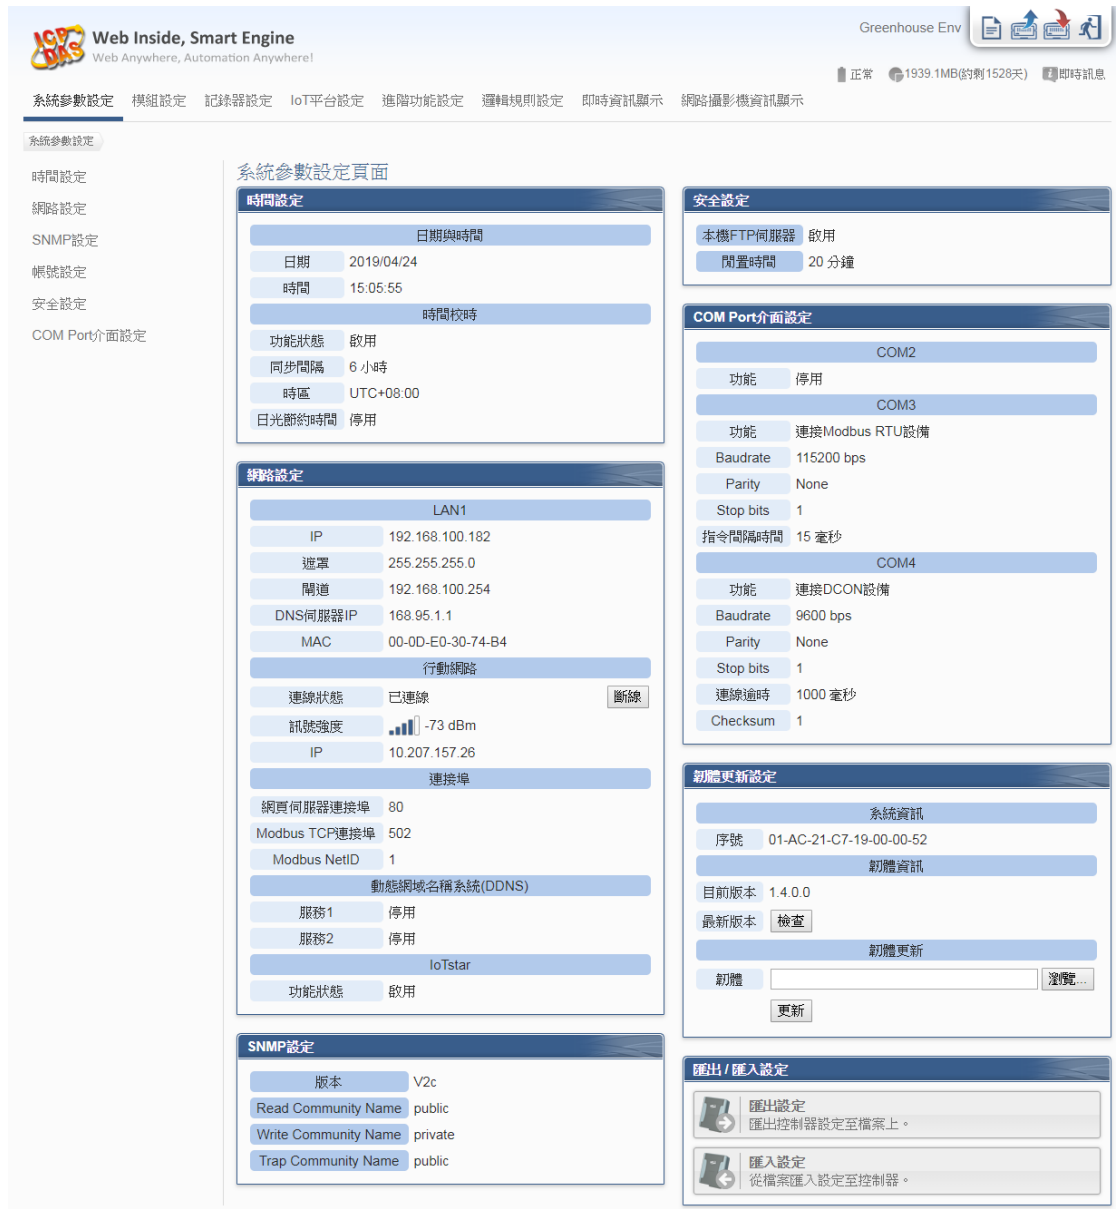 ICP DAS
Web Inside, Smart Engine
Web Anywhere, Automation Anywhere!
Greenhouse Env
正常 1939.1MB(約剩1528天) 即時訊息
系統參數設定 模組設定 記錄器設定 IoT平台設定 進階功能設定 邏輯規則設定 即時資訊顯示 網路攝影機資訊顯示
系統參數設定
時間設定
網路設定
SNMP設定
帳號設定
安全設定
COM Port介面設定
系統參數設定頁面
時間設定
日期與時間
日期 2019/04/24
時間 15:05:55
時間校時
功能狀態 啟用
同步間隔 6 小時
時區 UTC+08:00
日光節約時間 停用
網路設定
LAN1
IP 192.168.100.182
遮罩 255.255.255.0
閘道 192.168.100.254
DNS伺服器IP 168.95.1.1
MAC 00-0D-E0-30-74-B4
行動網路
連線狀態 已連線 斷線
訊號強度 -73 dBm
IP 10.207.157.26
連接埠
網頁伺服器連接埠 80
Modbus TCP連接埠 502
Modbus NetID 1
動態網域名稱系統(DDNS)
服務1 停用
服務2 停用
IoTstar
功能狀態 啟用
SNMP設定
版本 V2c
Read Community Name public
Write Community Name private
Trap Community Name public
安全設定
本機FTP伺服器 啟用
閒置時間 20 分鐘
COM Port介面設定
COM2
功能 停用
COM3
功能 連接Modbus RTU設備
Baudrate 115200 bps
Parity None
Stop bits 1
指令間隔時間 15 毫秒
COM4
功能 連接DCON設備
Baudrate 9600 bps
Parity None
Stop bits 1
連線逾時 1000 毫秒
Checksum 1
韌體更新設定
系統資訊
序號 01-AC-21-C7-19-00-00-52
韌體資訊
目前版本 1.4.0.0
最新版本 檢查
韌體更新
韌體 瀏覽...
更新
匯出 / 匯入設定
匯出設定
匯出控制器設定至檔案上。
匯入設定
從檔案匯入設定至控制器。